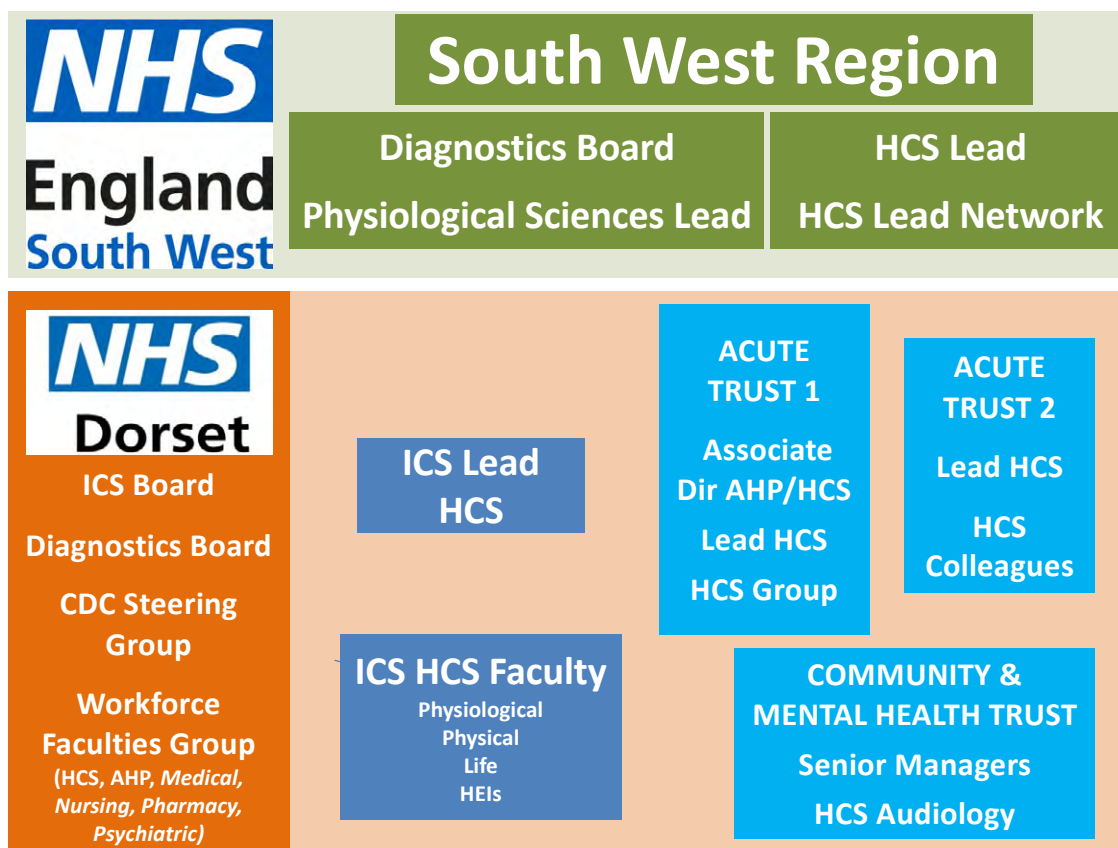 NHS
England
South West
South West Region
Diagnostics Board
Physiological Sciences Lead
HCS Lead
HCS Lead Network
NHS
Dorset
ICS Board
Diagnostics Board
CDC Steering
Group
Workforce
Faculties Group
(HCS, AHP, Medical,
Nursing, Pharmacy,
Psychiatric)
ICS Lead
HCS
ICS HCS Faculty
Physiological
Physical
Life
HEIs
ACUTE
TRUST 1
Associate
Dir AHP/HCS
Lead HCS
HCS Group
ACUTE
TRUST 2
Lead HCS
HCS
Colleagues
COMMUNITY &
MENTAL HEALTH TRUST
Senior Managers
HCS Audiology